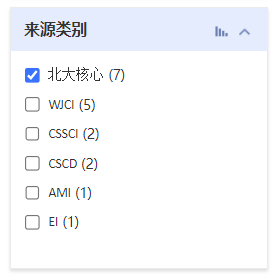 来源类别
北大核心 (7)
WJCI (5)
CSSCI (2)
CSCD (2)
AMI (1)
EI (1)